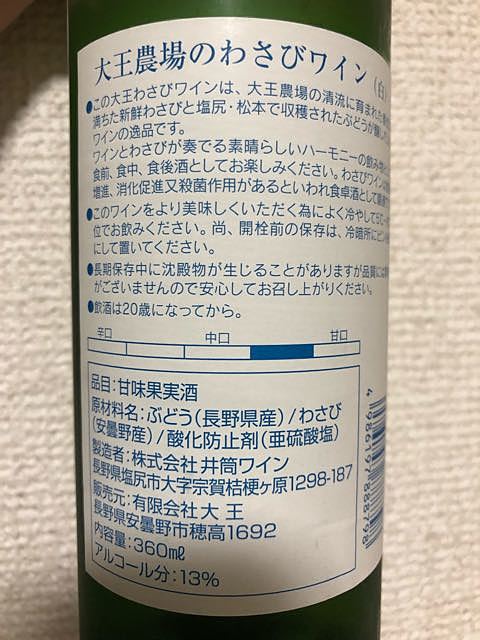 大王農場のわさびワイン（白）
●この大王わさびワインは、大王農場の清流に育まれた
満ちた新鮮わさびと塩尻・松本で収穫されたぶどうが醸し
ワインの逸品です。
ワインとわさびが奏でる素晴らしいハーモニーの飲み
食前、食中、食後酒としてお楽しみください。わさびワインは
増進、消化促進又殺菌作用があるといわれ食卓酒として
●このワインをより美味しくいただく為によく冷やして
位でお飲みください。尚、開栓前の保存は、冷暗所に
にして置いてください。
●長期保存中に沈殿物が生じることがありますが品質には
がございませんので安心してお召し上がりください。
●飲酒は20歳になってから。
辛口 中口 甘口
品目：甘味果実酒
原材料名：ぶどう（長野県産）/わさび
（安曇野産）/酸化防止剤（亜硫酸塩）
製造者：株式会社 井筒ワイン
長野県塩尻市大字宗賀桔梗ヶ原1298-187
販売元：有限会社 大 王
長野県安曇野市穂高1692
内容量：360㎖
アルコール分：13%